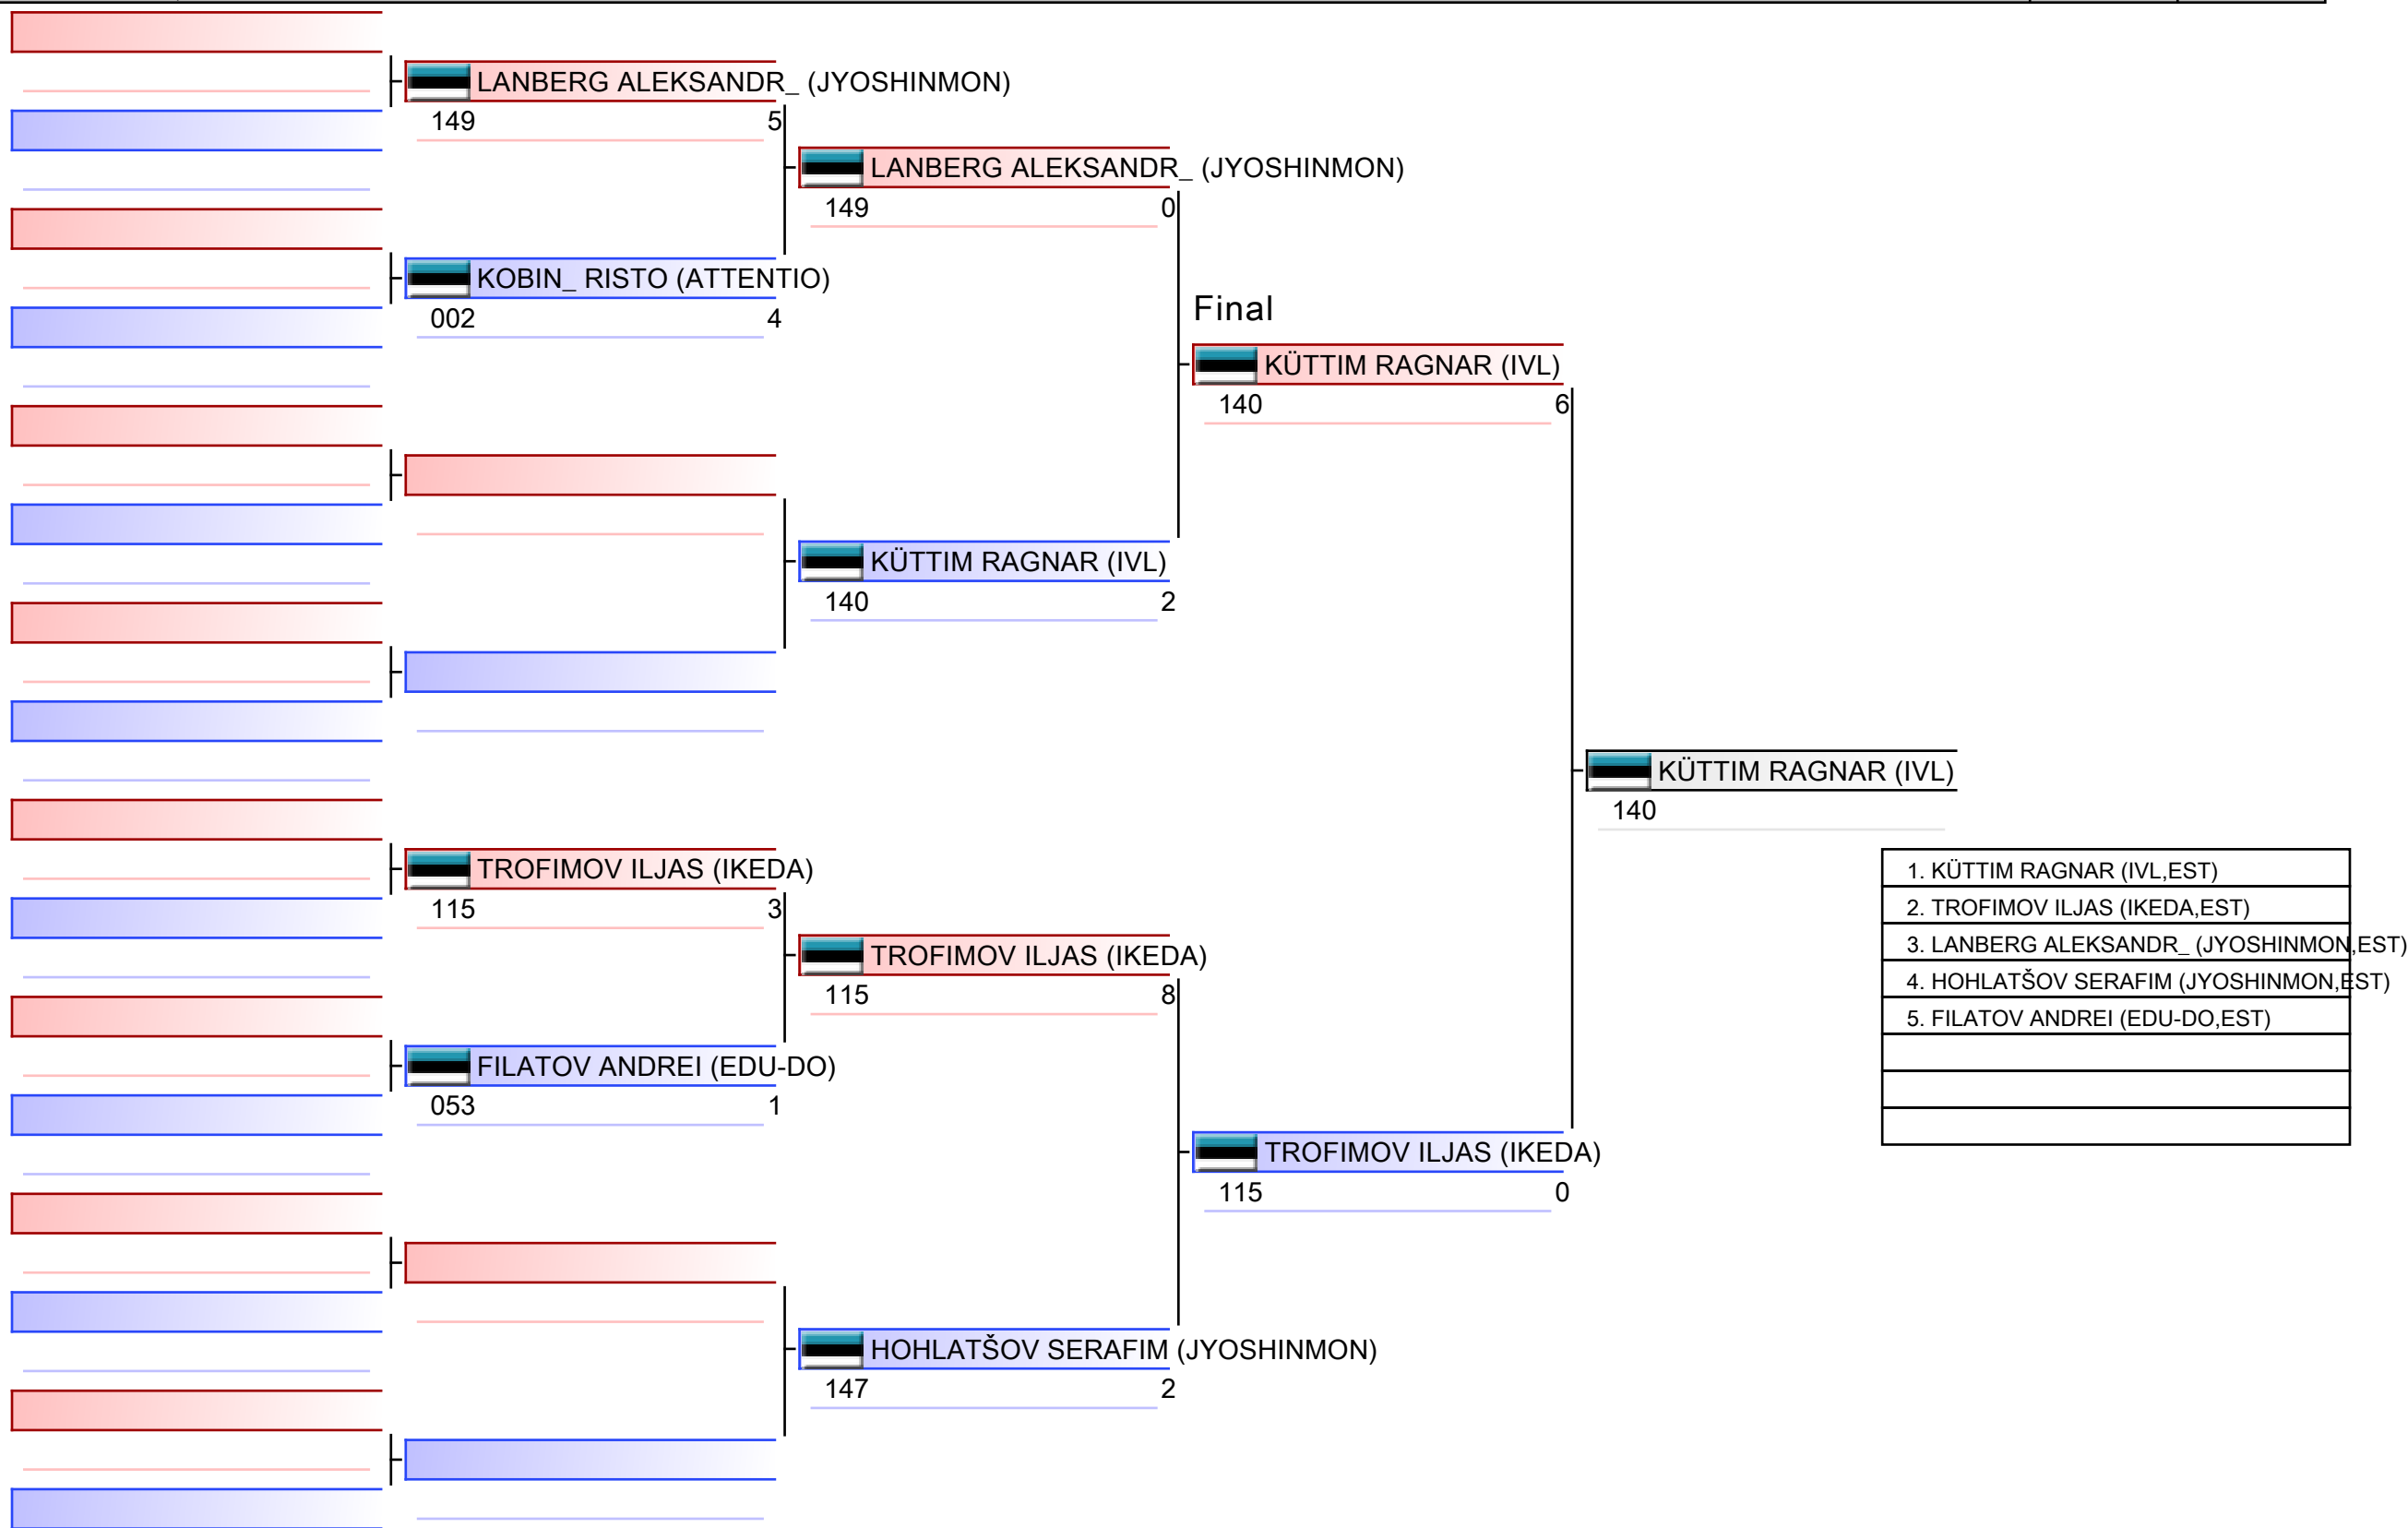 LANBERG ALEKSANDR_ (JYOSHINMON)
149 5
KOBIN_ RISTO (ATTENTIO)
002 4
TROFIMOV ILJAS (IKEDA)
115 3
FILATOV ANDREI (EDU-DO)
053 1
LANBERG ALEKSANDR_ (JYOSHINMON)
149 0
KÜTTIM RAGNAR (IVL)
140 2
TROFIMOV ILJAS (IKEDA)
115 8
HOHLATŠOV SERAFIM (JYOSHINMON)
147 2
Final
KÜTTIM RAGNAR (IVL)
140 6
TROFIMOV ILJAS (IKEDA)
115 0
KÜTTIM RAGNAR (IVL)
140
1. KÜTTIM RAGNAR (IVL,EST)
2. TROFIMOV ILJAS (IKEDA,EST)
3. LANBERG ALEKSANDR_ (JYOSHINMON,EST)
4. HOHLATŠOV SERAFIM (JYOSHINMON,EST)
5. FILATOV ANDREI (EDU-DO,EST)